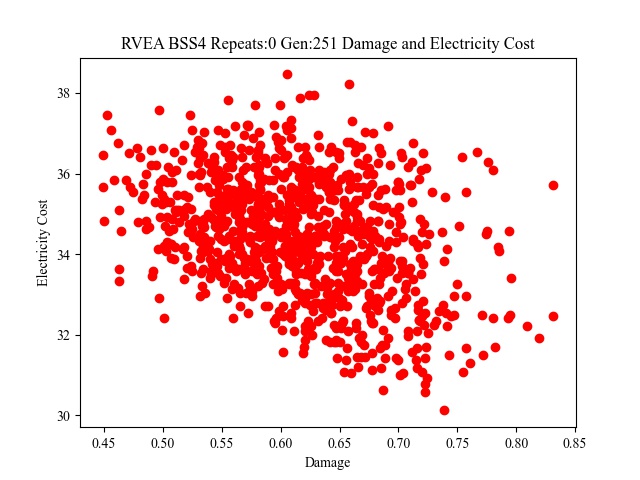 RVEA BSS4 Repeats:0 Gen:251 Damage and Electricity Cost
38
36
34
32
30
Electricity Cost
0.45 0.50 0.55 0.60 0.65 0.70 0.75 0.80 0.85
Damage